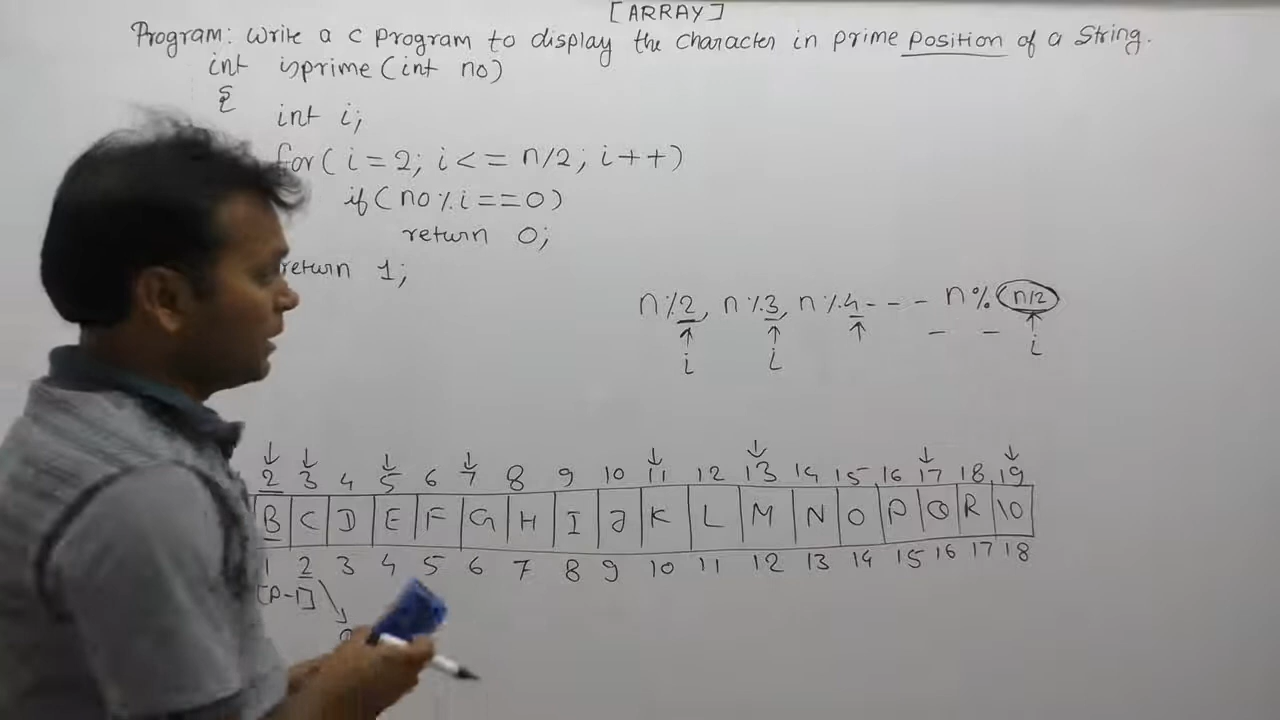 [ARRAY]
Program: Write a C program to display the character in prime position of a String.
int isprime(int no)
{
int i;
for(i=2; i<= n/2; i++)
if(no%i==0)
return 0;
return 1;
n%2, n%3, n%4 - - - n% n/2
i i i
2 3 4 5 6 7 8 9 10 11 12 13 14 15 16 17 18 19
B C D E F G H I J K L M N O P Q R \0
1 2 3 4 5 6 7 8 9 10 11 12 13 14 15 16 17 18
[P-1]